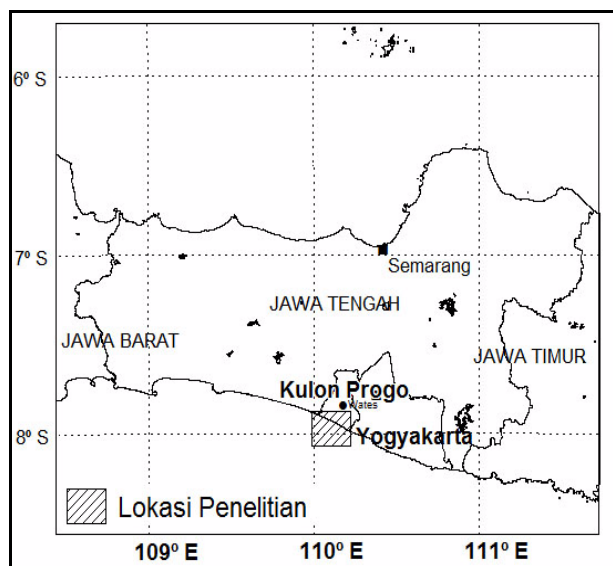 6º S
Semarang
7º S
JAWA TENGAH
JAWA BARAT
JAWA TIMUR
Kulon Progo
Wates
Yogyakarta
8º S
Lokasi Penelitian
109º E
110º E
111º E